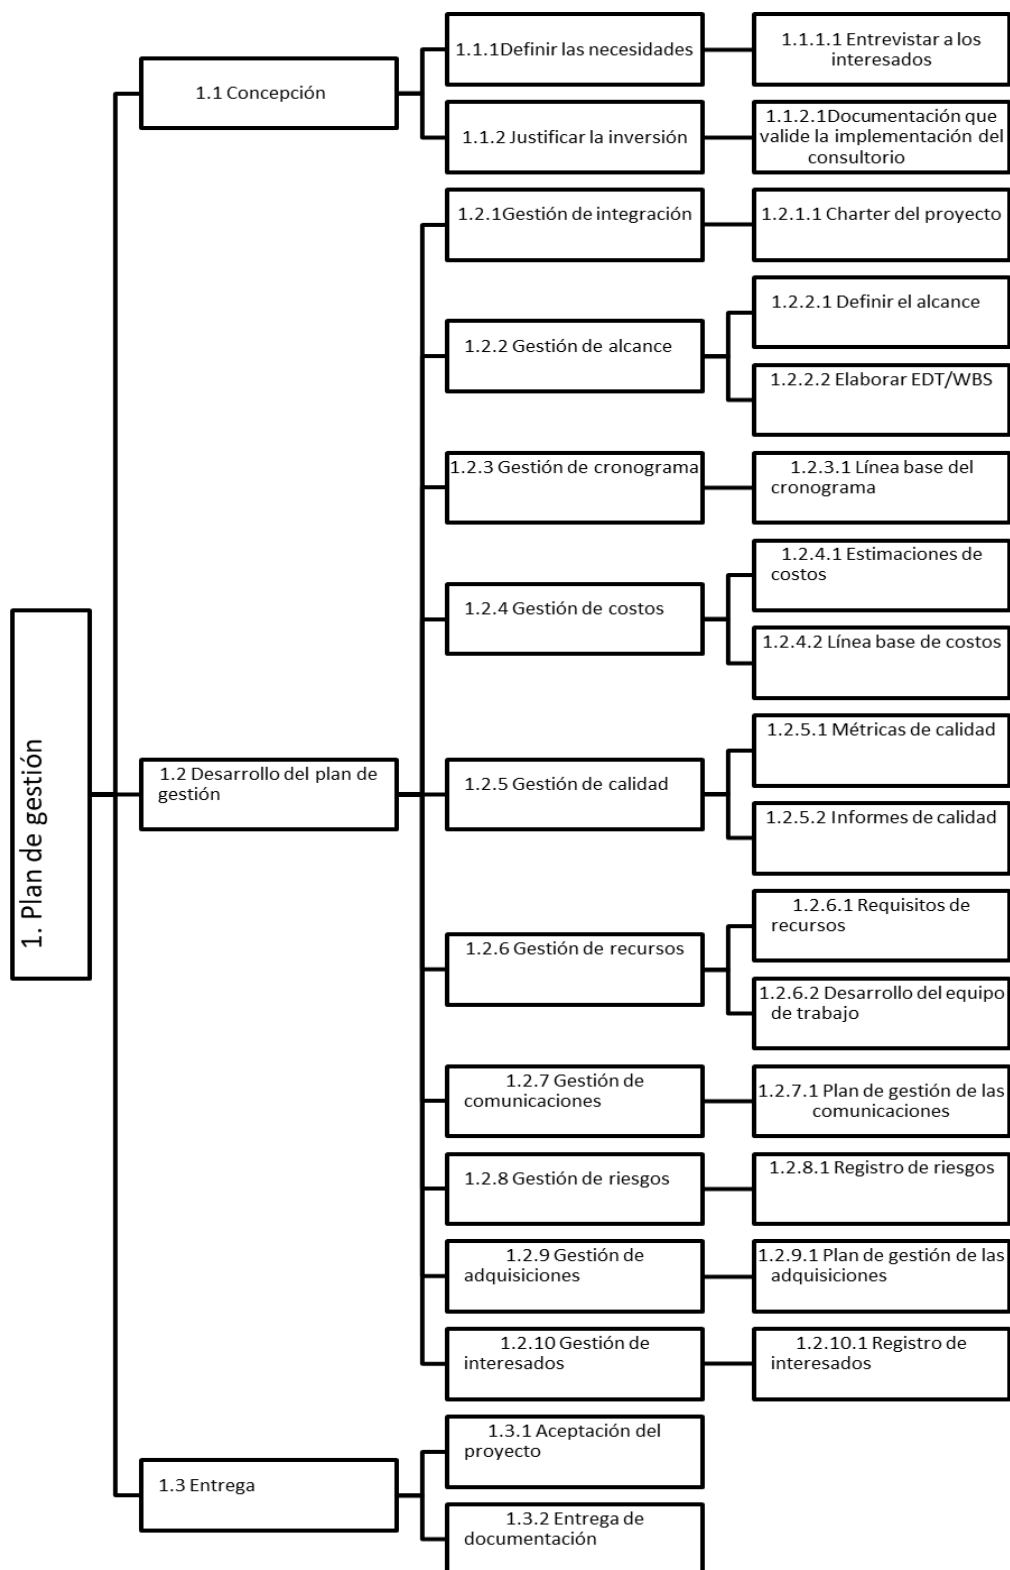 1. Plan de gestión
1.1 Concepción
1.1.1Definir las necesidades
1.1.1.1 Entrevistar a los
interesados
1.1.2 Justificar la inversión
1.1.2.1Documentación que
valide la implementación del
consultorio
1.2 Desarrollo del plan de
gestión
1.2.1Gestión de integración
1.2.1.1 Charter del proyecto
1.2.2 Gestión de alcance
1.2.2.1 Definir el alcance
1.2.2.2 Elaborar EDT/WBS
1.2.3 Gestión de cronograma
1.2.3.1 Línea base del
cronograma
1.2.4 Gestión de costos
1.2.4.1 Estimaciones de
costos
1.2.4.2 Línea base de costos
1.2.5 Gestión de calidad
1.2.5.1 Métricas de calidad
1.2.5.2 Informes de calidad
1.2.6 Gestión de recursos
1.2.6.1 Requisitos de
recursos
1.2.6.2 Desarrollo del equipo
de trabajo
1.2.7 Gestión de
comunicaciones
1.2.7.1 Plan de gestión de las
comunicaciones
1.2.8 Gestión de riesgos
1.2.8.1 Registro de riesgos
1.2.9 Gestión de
adquisiciones
1.2.9.1 Plan de gestión de las
adquisiciones
1.2.10 Gestión de
interesados
1.2.10.1 Registro de
interesados
1.3 Entrega
1.3.1 Aceptación del
proyecto
1.3.2 Entrega de
documentación